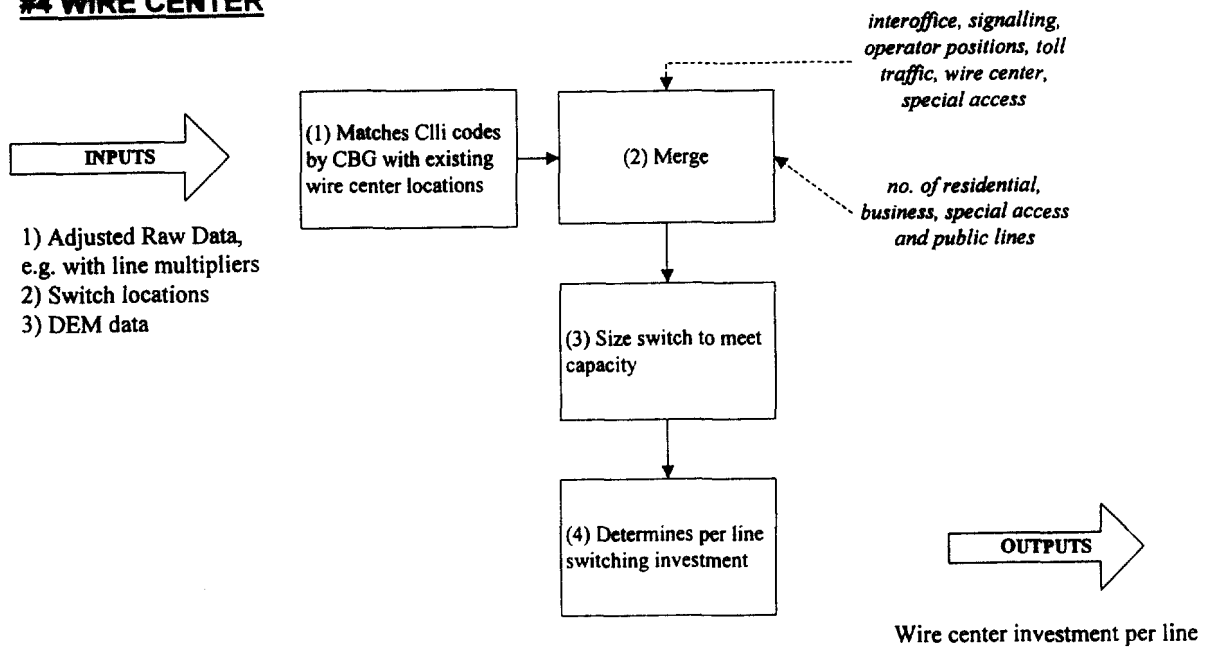 #4 WIRE CENTER
interoffice, signalling,
operator positions, toll
traffic, wire center,
special access
INPUTS
(1) Matches Clli codes
by CBG with existing
wire center locations
(2) Merge
no. of residential,
business, special access
and public lines
1) Adjusted Raw Data,
e.g. with line multipliers
2) Switch locations
3) DEM data
(3) Size switch to meet
capacity
(4) Determines per line
switching investment
OUTPUTS
Wire center investment per line